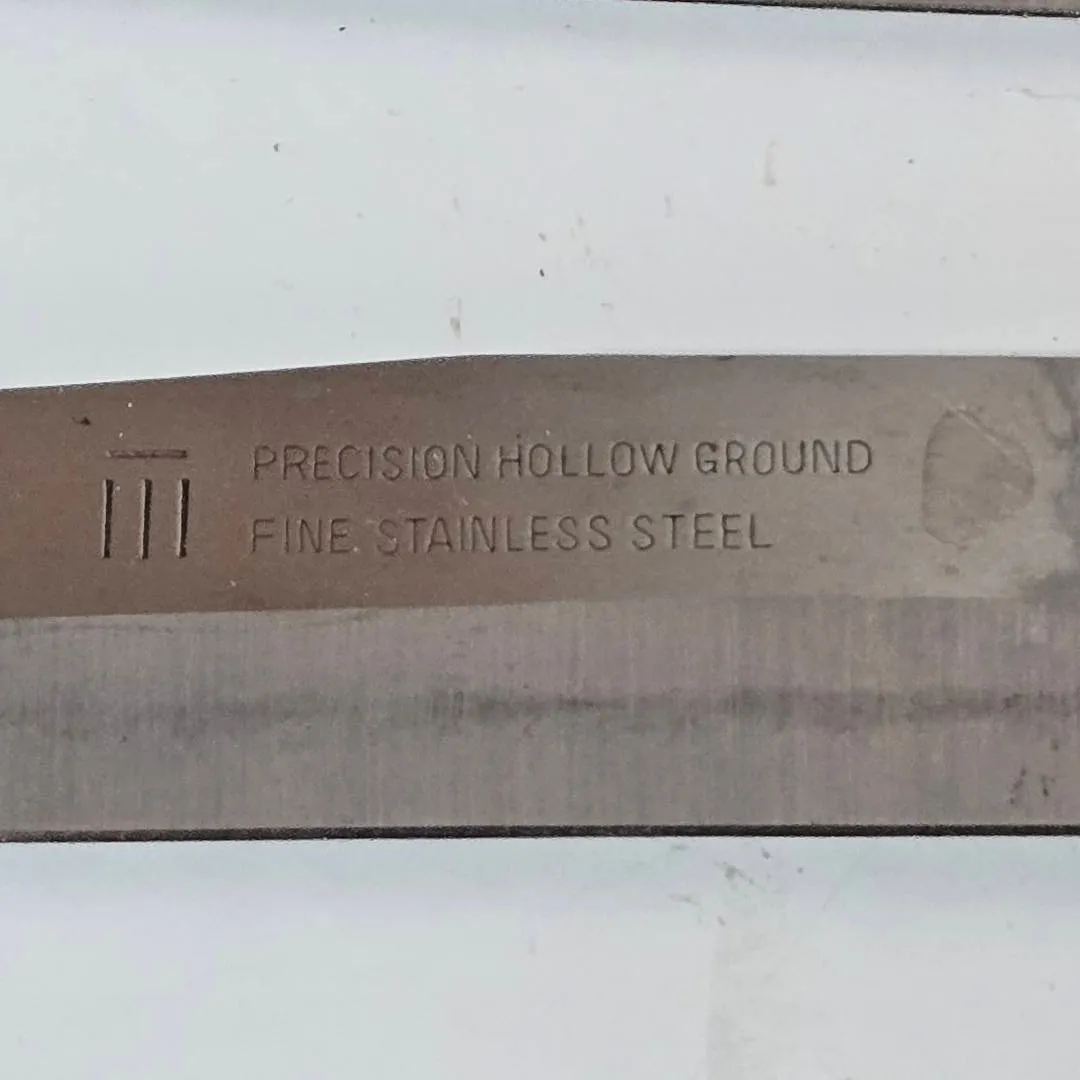 PRECISION HOLLOW GROUND
FINE STAINLESS STEEL